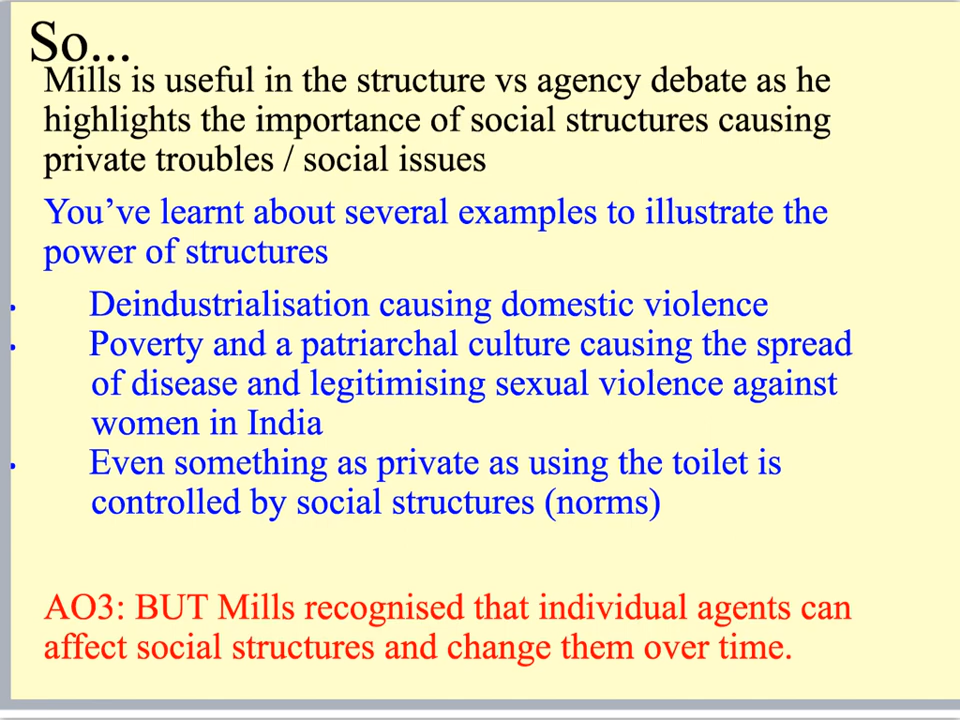 So...
Mills is useful in the structure vs agency debate as he
highlights the importance of social structures causing
private troubles / social issues
You’ve learnt about several examples to illustrate the
power of structures
• Deindustrialisation causing domestic violence
• Poverty and a patriarchal culture causing the spread
of disease and legitimising sexual violence against
women in India
• Even something as private as using the toilet is
controlled by social structures (norms)
AO3: BUT Mills recognised that individual agents can
affect social structures and change them over time.